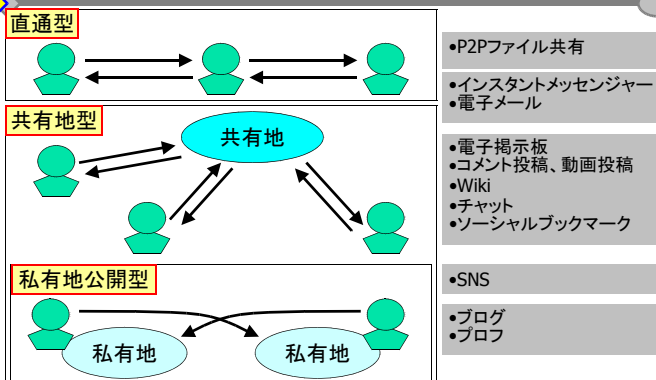 直通型
•P2Pファイル共有
•インスタントメッセンジャー
•電子メール
共有地型
共有地
•電子掲示板
•コメント投稿、動画投稿
•Wiki
•チャット
•ソーシャルブックマーク
私有地公開型
私有地
私有地
•SNS
•ブログ
•プロフ